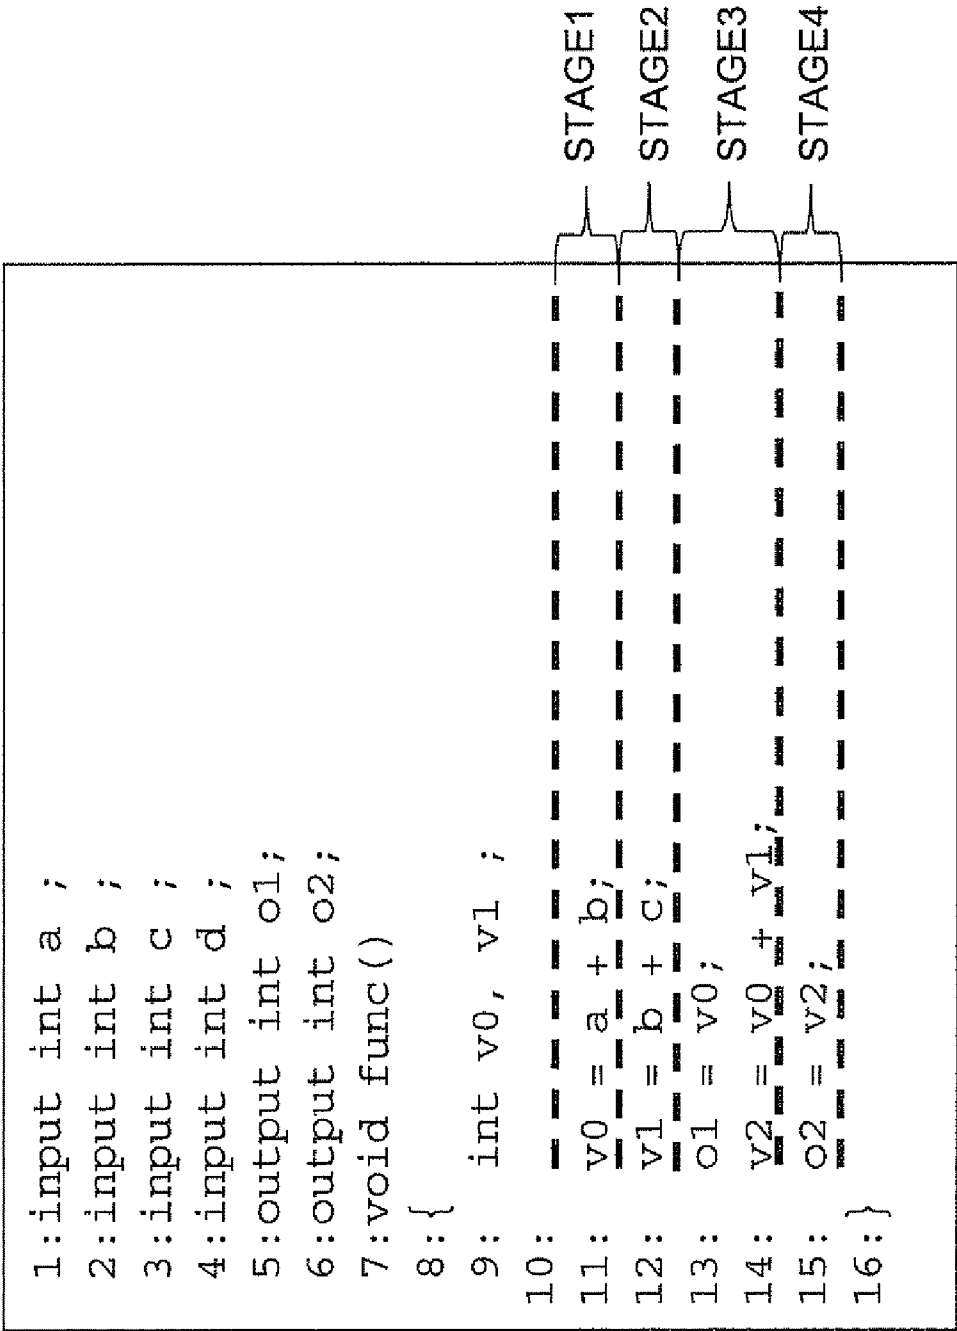 1:input int a ;
2:input int b ;
3:input int c ;
4:input int d ;
5:output int o1;
6:output int o2;
7:void func()
8:{
9: int v0, v1 ;
10:
11: v0 = a + b;
12: v1 = b + c;
13: o1 = v0;
14: v2 = v0 + v1;
15: o2 = v2;
16:}
STAGE1
STAGE2
STAGE3
STAGE4